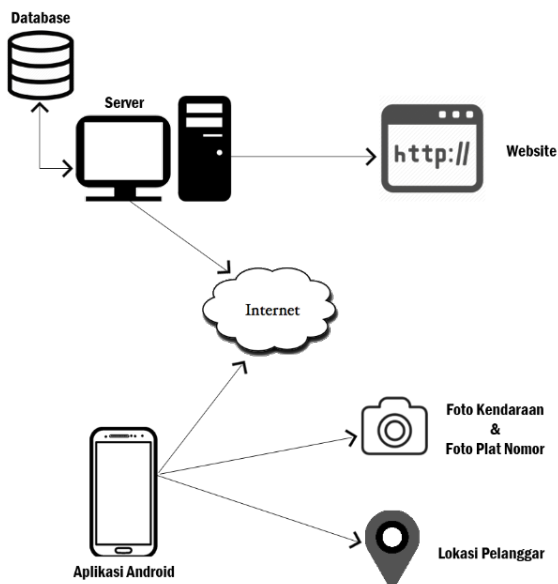 Database
Server
http://
Website
Internet
Foto Kendaraan
&
Foto Plat Nomor
Aplikasi Android
Lokasi Pelanggar